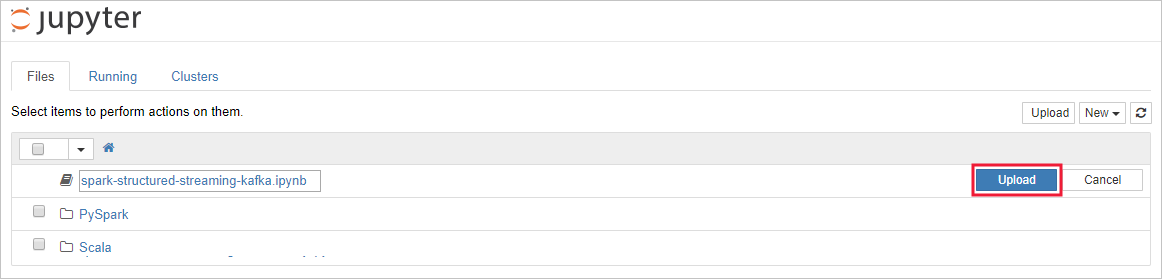 jupyter
Files Running Clusters
Select items to perform actions on them.
Upload New
spark-structured-streaming-kafka.ipynb Upload Cancel
PySpark
Scala